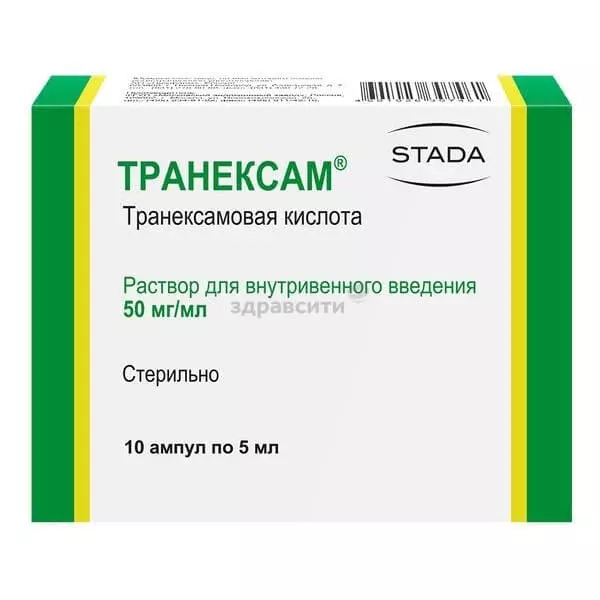 STADA
ТРАНЕКСАМ®
Транексамовая кислота
Раствор для внутривенного введения
здравсити
50 мг/мл
Стерильно
10 ампул по 5 мл